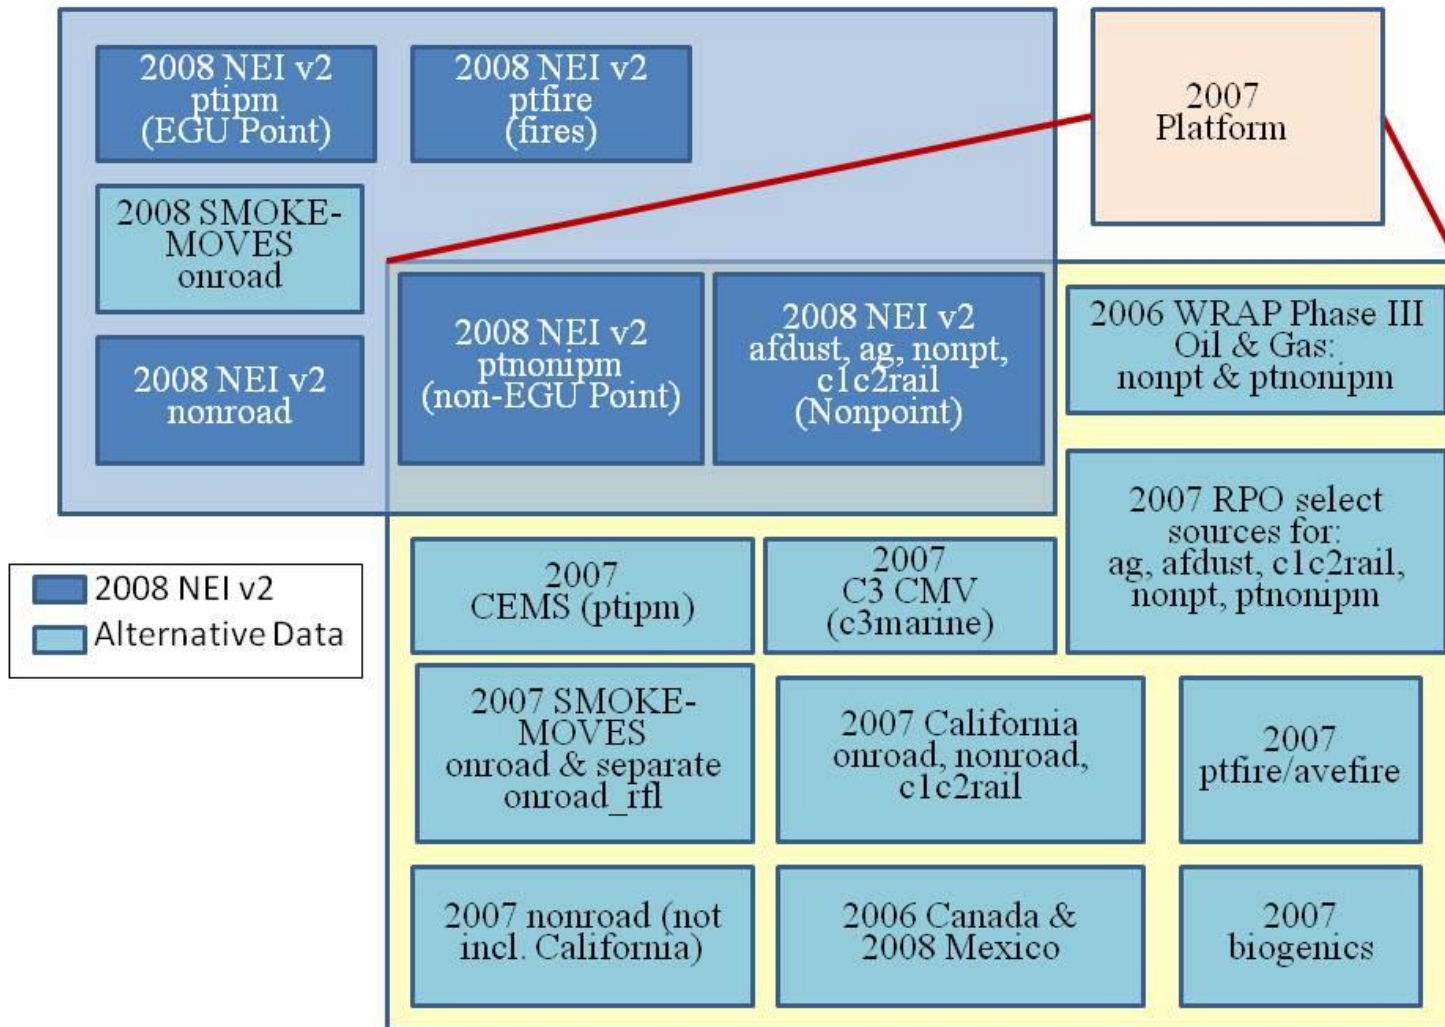 2008 NEI v2
ptipm
(EGU Point)
2008 NEI v2
ptfire
(fires)
2007
Platform
2008 SMOKE-
MOVES
onroad
2008 NEI v2
nonroad
2008 NEI v2
ptnonipm
(non-EGU Point)
2008 NEI v2
afdust, ag, nonpt,
c1c2rail
(Nonpoint)
2006 WRAP Phase III
Oil & Gas:
nonpt & ptnonipm
2007 RPO select
sources for:
ag, afdust, c1c2rail,
nonpt, ptnonipm
2008 NEI v2
Alternative Data
2007
CEMS (ptipm)
2007
C3 CMV
(c3marine)
2007 SMOKE-
MOVES
onroad & separate
onroad_rfl
2007 California
onroad, nonroad,
c1c2rail
2007
ptfire/avefire
2007 nonroad (not
incl. California)
2006 Canada &
2008 Mexico
2007
biogenics